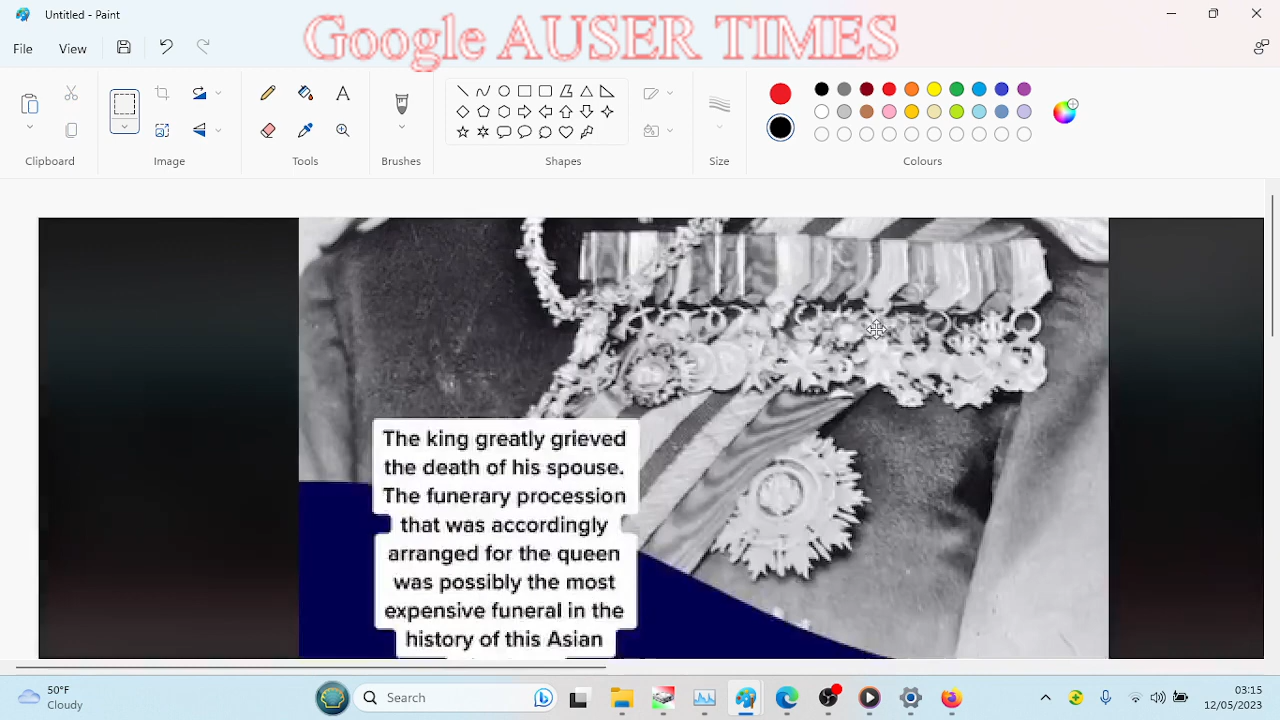 Untitled - Paint
Google AUSER TIMES
File
View
Clipboard
Image
Tools
Brushes
Shapes
Size
Colours
The king greatly grieved
the death of his spouse.
The funerary procession
that was accordingly
arranged for the queen
was possibly the most
expensive funeral in the
history of this Asian
50°F
Cloudy
Search
03:15
12/05/2023